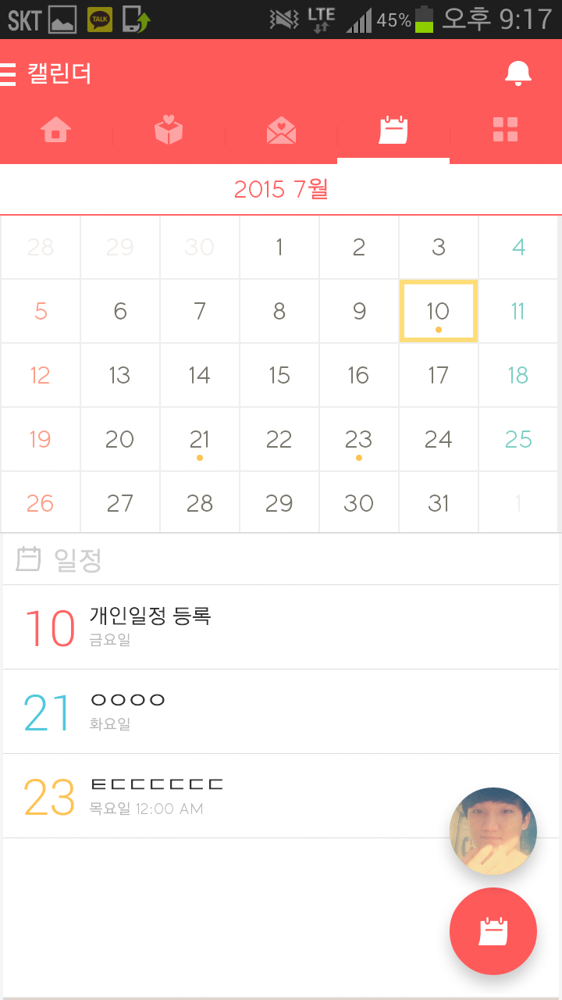 SKT TALK LTE 45% 오후 9:17
캘린더
2015 7월
28 29 30 1 2 3 4
5 6 7 8 9 10 11
12 13 14 15 16 17 18
19 20 21 22 23 24 25
26 27 28 29 30 31 1
일정
10 개인일정 등록
금요일
21 ㅇㅇㅇㅇ
화요일
23 ㅌㄷㄷㄷㄷㄷㄷ
목요일 12:00 AM